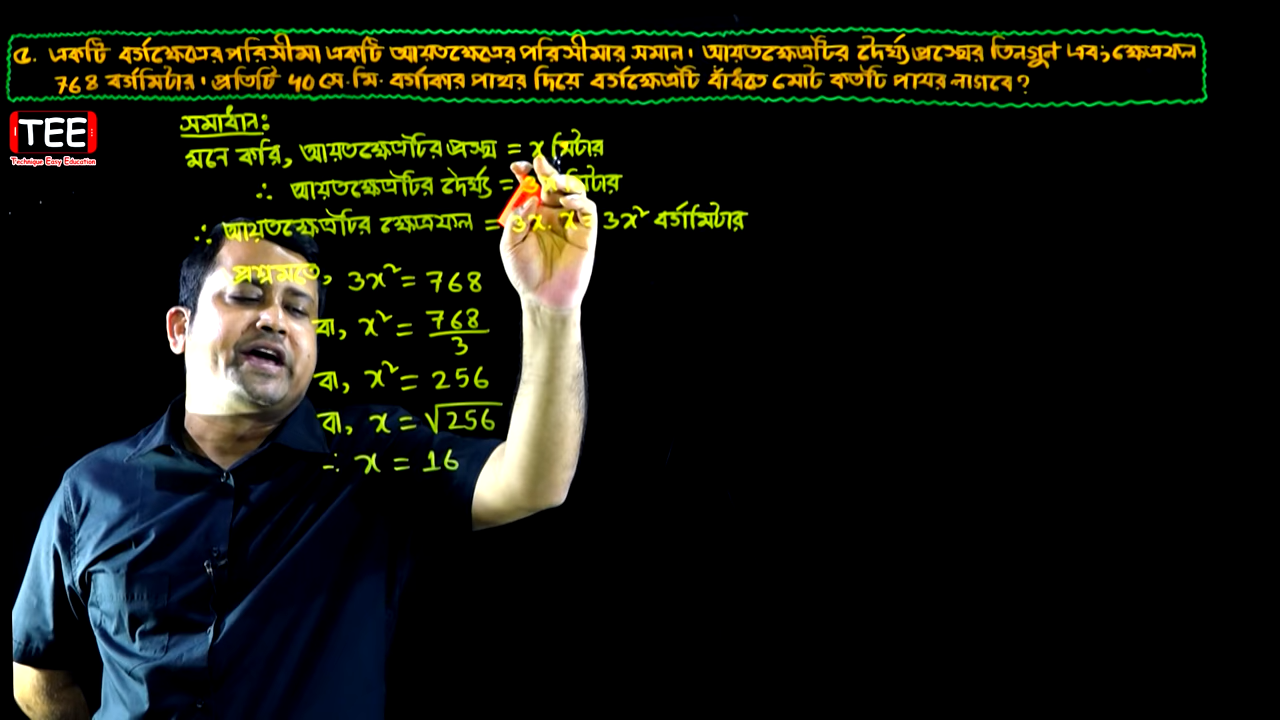 ৫. একটি বর্গক্ষেত্রের পরিসীমা একটি আয়তক্ষেত্রের পরিসীমার সমান। আয়তক্ষেত্রটির দৈর্ঘ্য প্রস্থের তিনগুন এবং ক্ষেত্রফল
768 বর্গমিটার। প্রতিটি 40 সে. মি. বর্গাকার পাথর দিয়ে বর্গক্ষেত্রটি বাঁধতে মোট কতটি পাথর লাগবে?
TEE
Technique Easy Education
সমাধান:
মনে করি, আয়তক্ষেত্রটির প্রস্থ = x মিটার
∴ আয়তক্ষেত্রটির দৈর্ঘ্য = 3x মিটার
∴ আয়তক্ষেত্রটির ক্ষেত্রফল = 3x. x = 3x² বর্গমিটার
প্রশ্নমতে, 3x² = 768
বা, x² = 768/3
বা, x² = 256
বা, x = √256
∴ x = 16